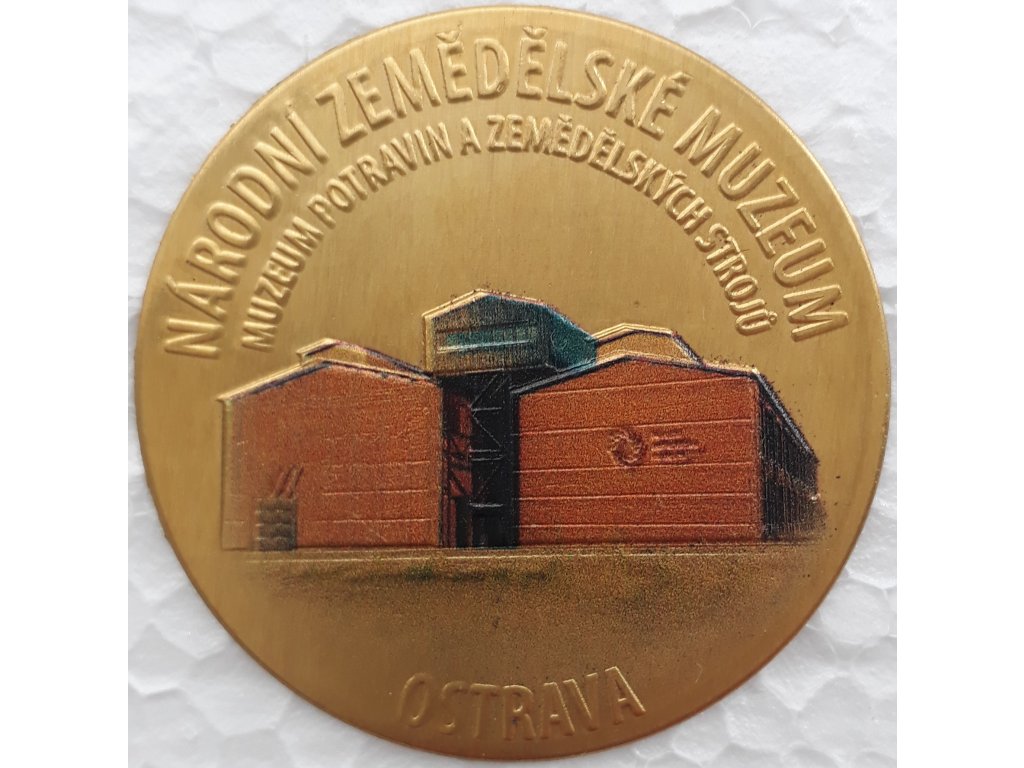 NÁRODNÍ ZEMĚDĚLSKÉ MUZEUM
MUZEUM POTRAVIN A ZEMĚDĚLSKÝCH STROJŮ
OSTRAVA